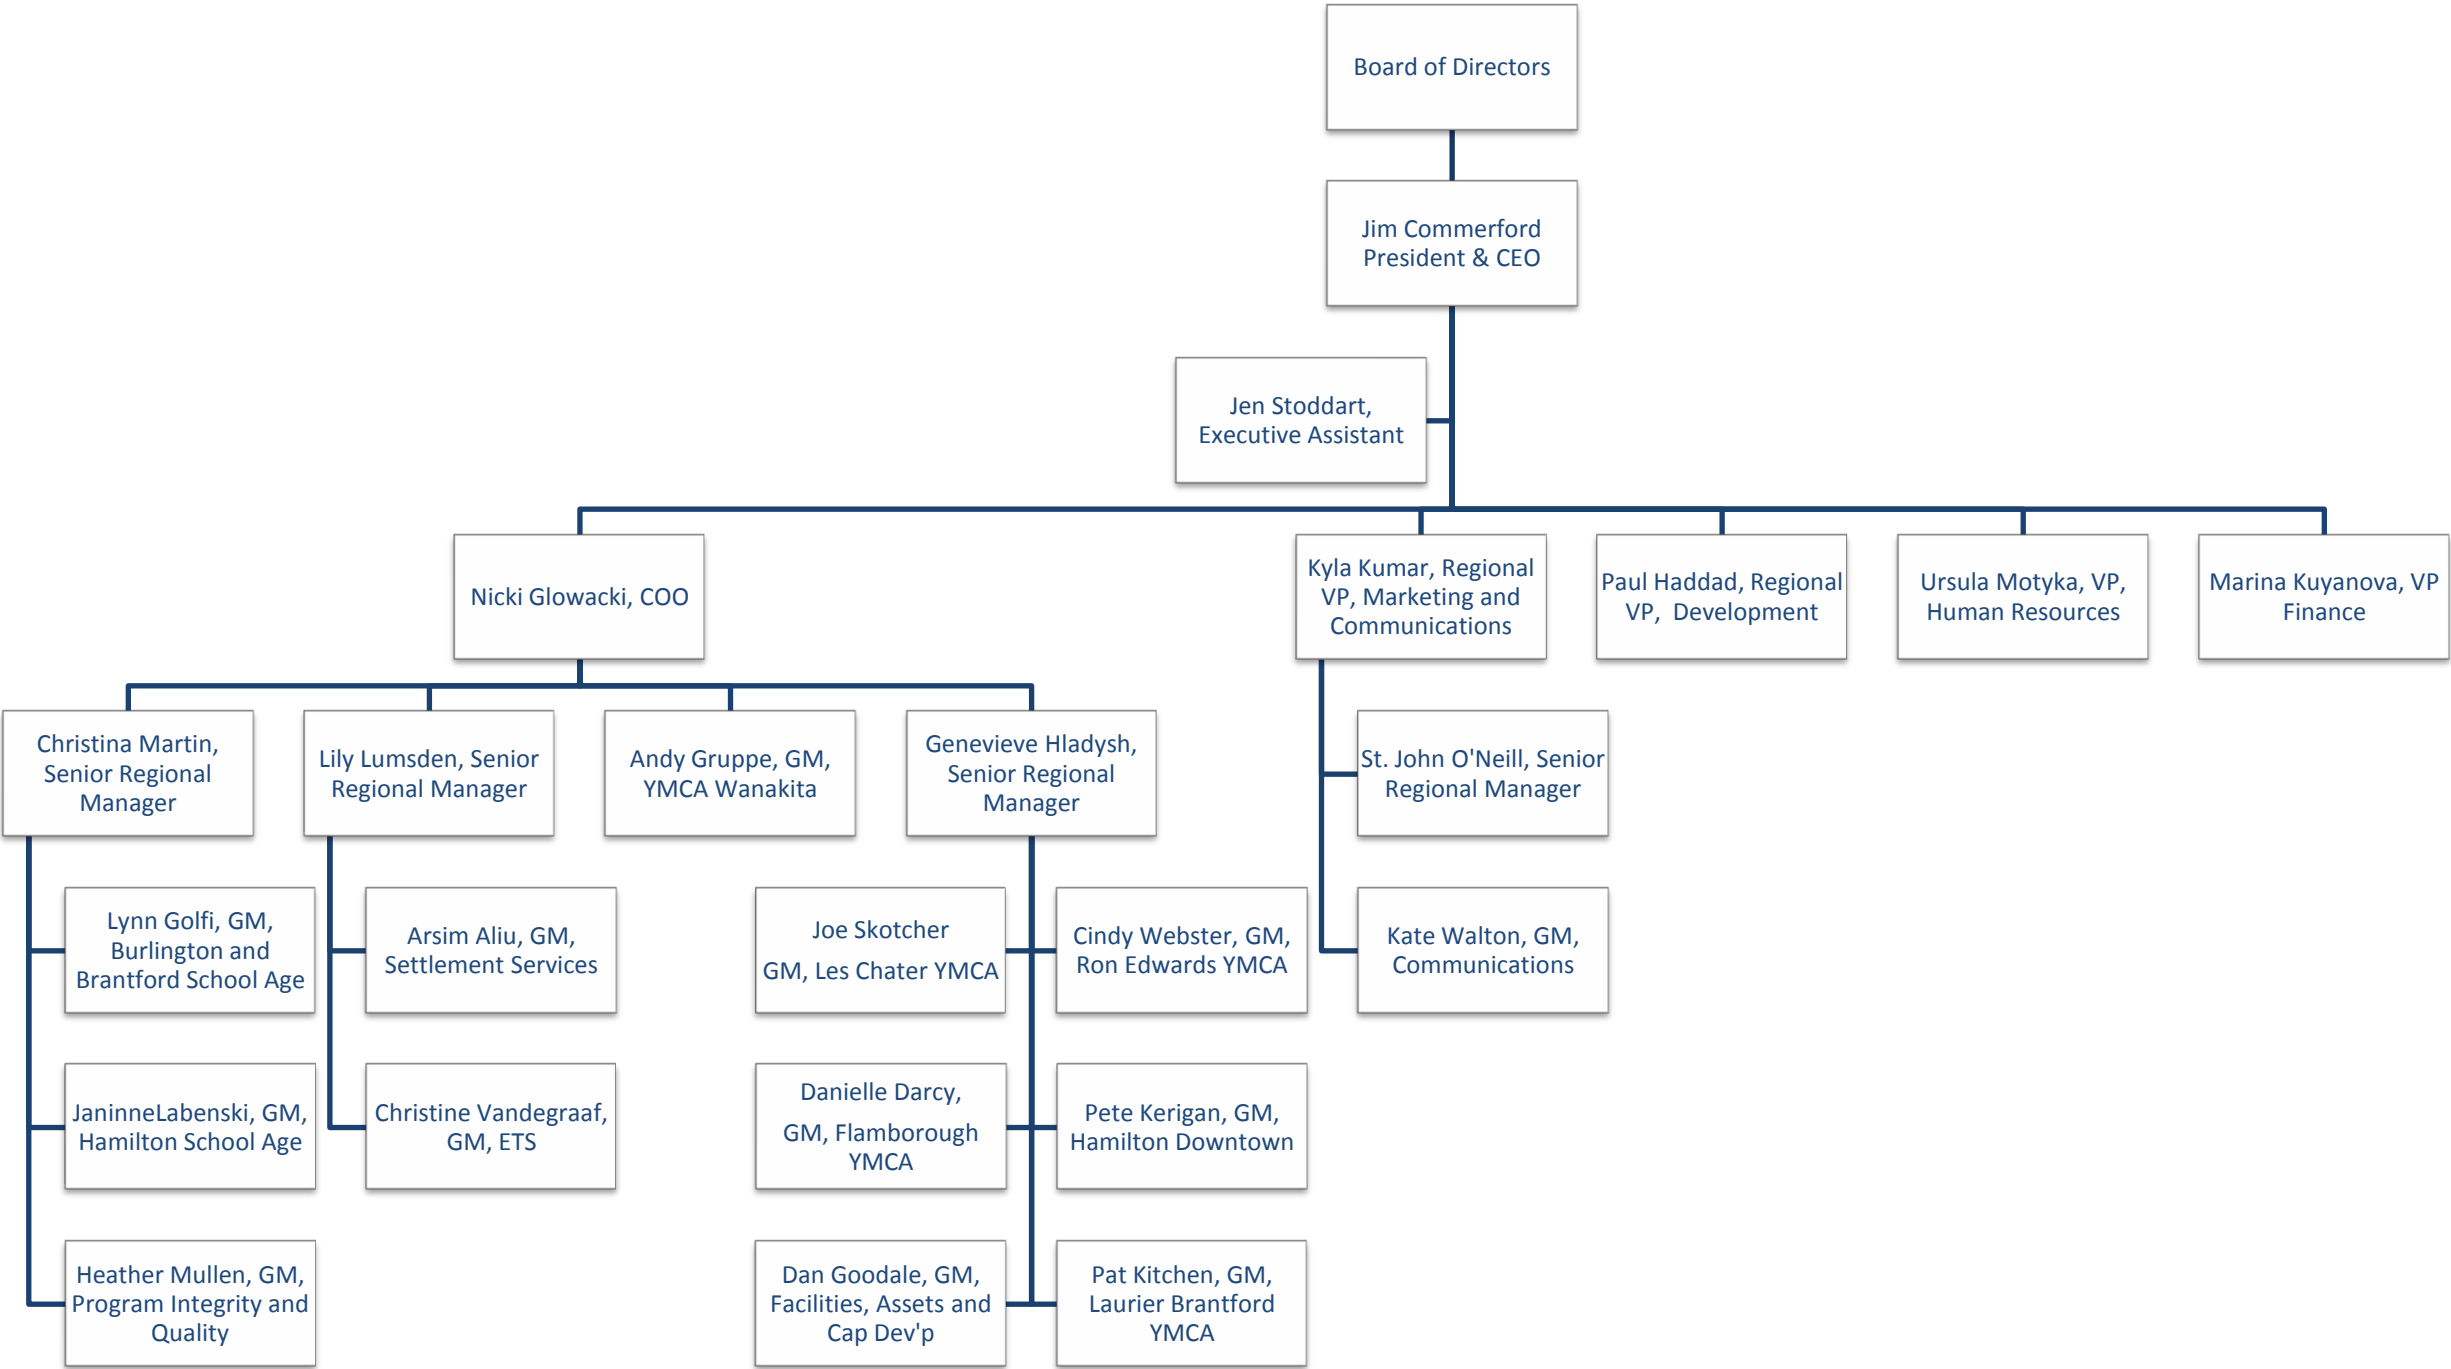 Board of Directors
Jim Commerford
President & CEO
Jen Stoddart,
Executive Assistant
Nicki Glowacki, COO
Kyla Kumar, Regional
VP, Marketing and
Communications
Paul Haddad, Regional
VP,  Development
Ursula Motyka, VP,
Human Resources
Marina Kuyanova, VP
Finance
Christina Martin,
Senior Regional
Manager
Lily Lumsden, Senior
Regional Manager
Andy Gruppe, GM,
YMCA Wanakita
Genevieve Hladysh,
Senior Regional
Manager
St. John O'Neill, Senior
Regional Manager
Lynn Golfi, GM,
Burlington and
Brantford School Age
Arsim Aliu, GM,
Settlement Services
Joe Skotcher
GM, Les Chater YMCA
Cindy Webster, GM,
Ron Edwards YMCA
Kate Walton, GM,
Communications
JaninneLabenski, GM,
Hamilton School Age
Christine Vandegraaf,
GM, ETS
Danielle Darcy,
GM, Flamborough
YMCA
Pete Kerigan, GM,
Hamilton Downtown
Heather Mullen, GM,
Program Integrity and
Quality
Dan Goodale, GM,
Facilities, Assets and
Cap Dev'p
Pat Kitchen, GM,
Laurier Brantford
YMCA